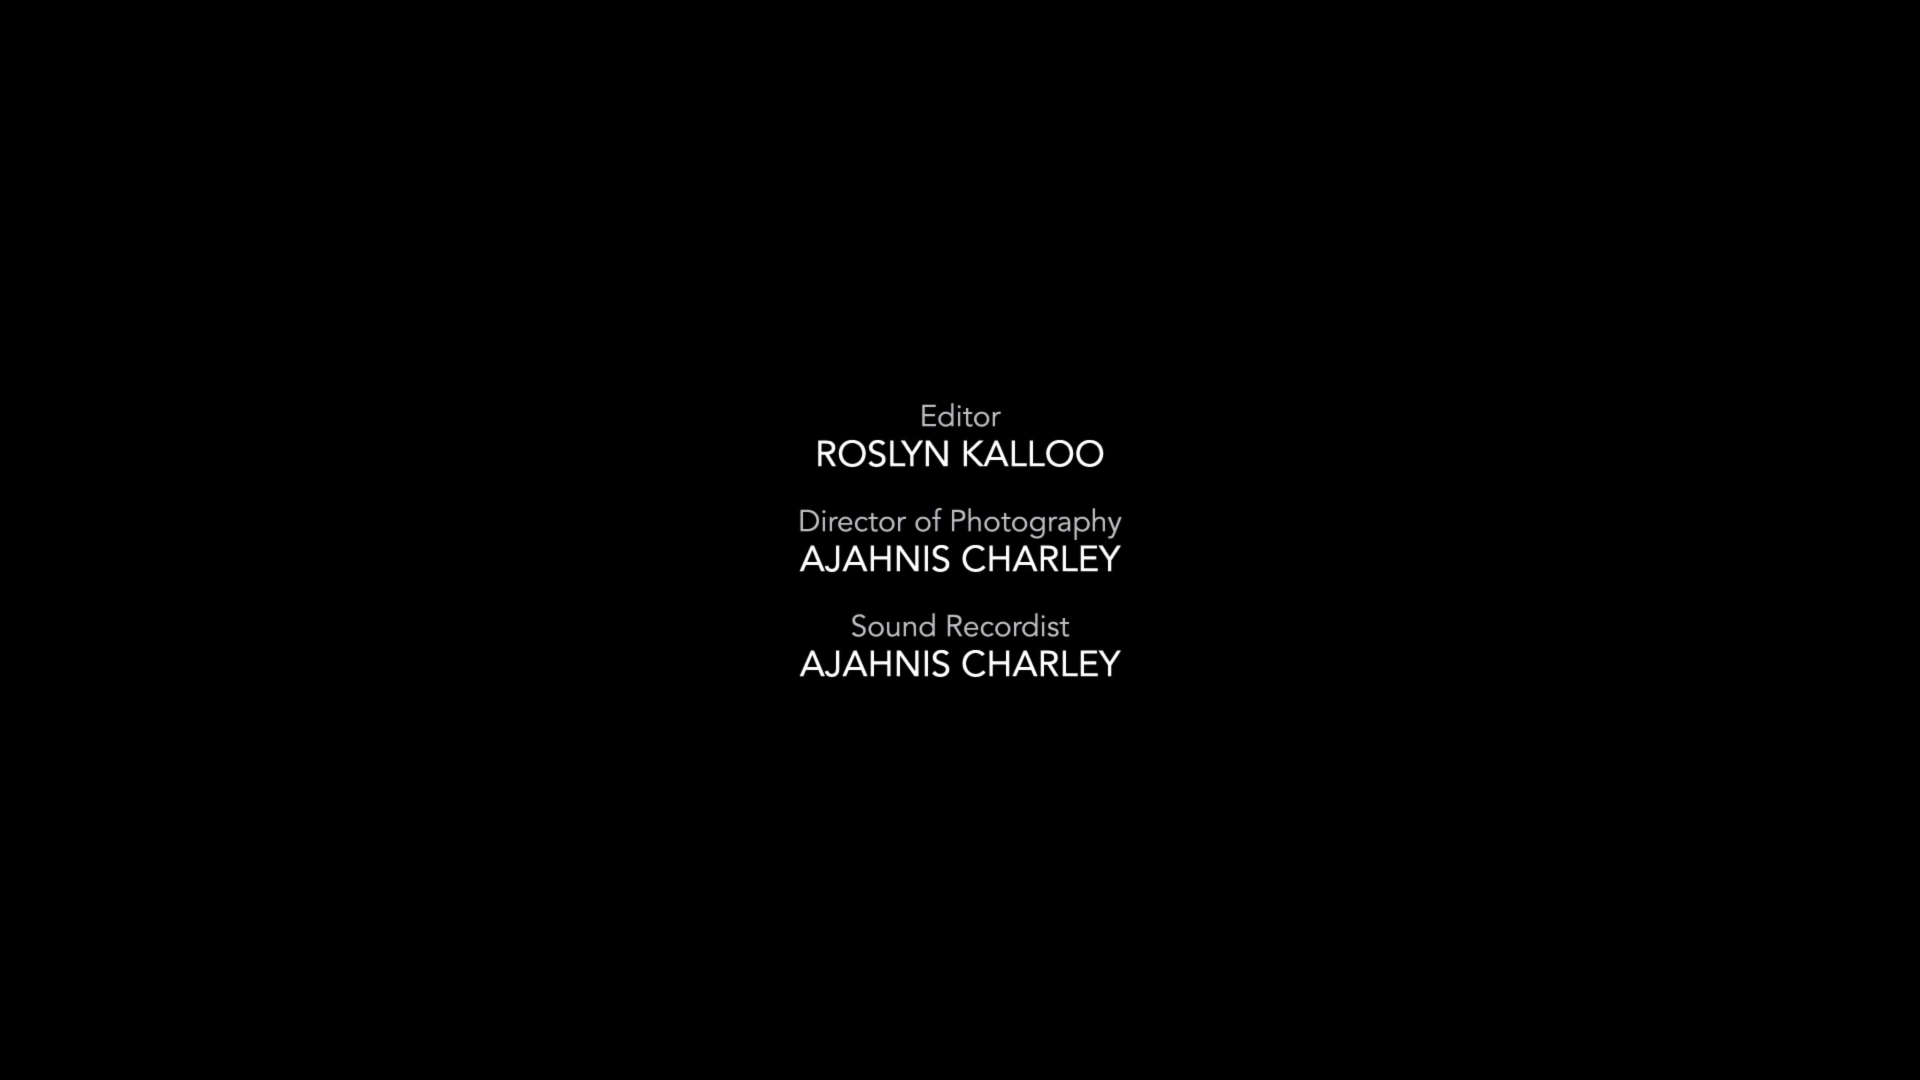 Editor
ROSLYN KALLOO
Director of Photography
AJAHNIS CHARLEY
Sound Recordist
AJAHNIS CHARLEY